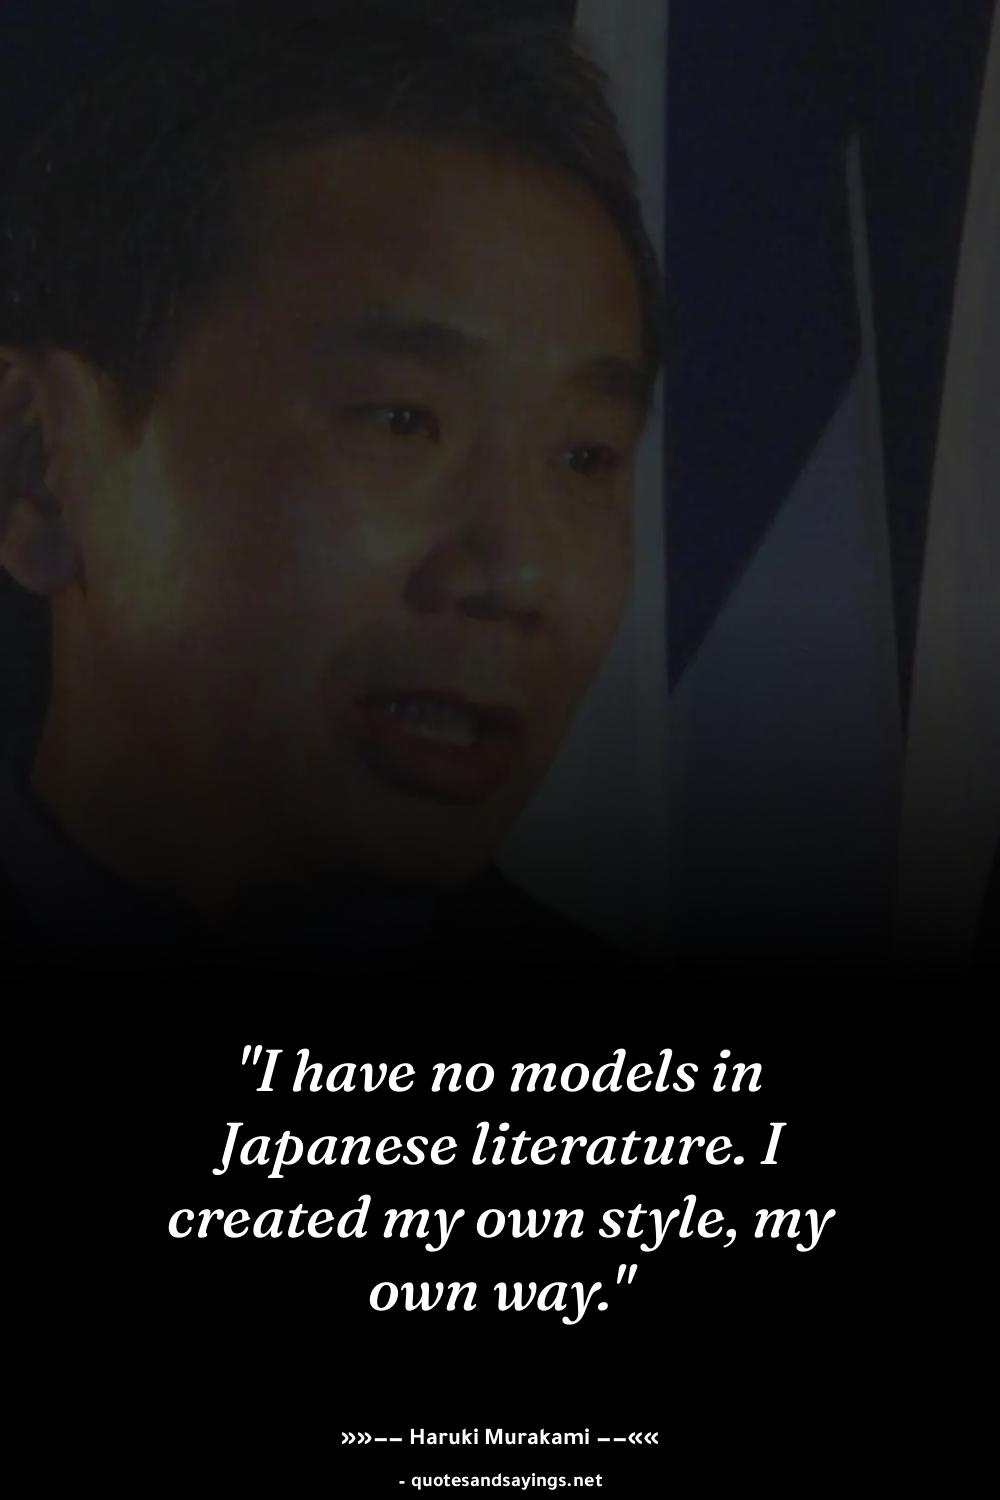 "I have no models in
Japanese literature. I
created my own style, my
own way."
»»–– Haruki Murakami ––««
- quotesandsayings.net